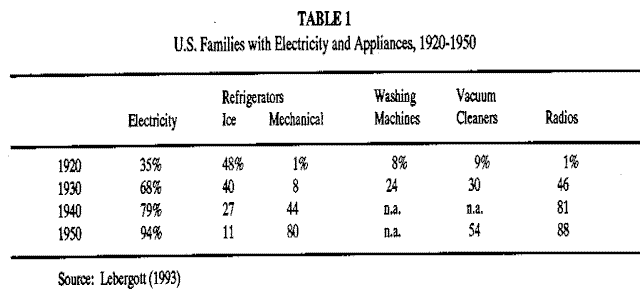 TABLE 1
U.S. Families with Electricity and Appliances, 1920-1950
Refrigerators Washing Vacuum
Electricity Ice Mechanical Machines Cleaners Radios
1920 35% 48% 1% 8% 9% 1%
1930 68% 40 8 24 30 46
1940 79% 27 44 n.a. n.a. 81
1950 94% 11 80 n.a. 54 88
Source: Lebergott (1993)